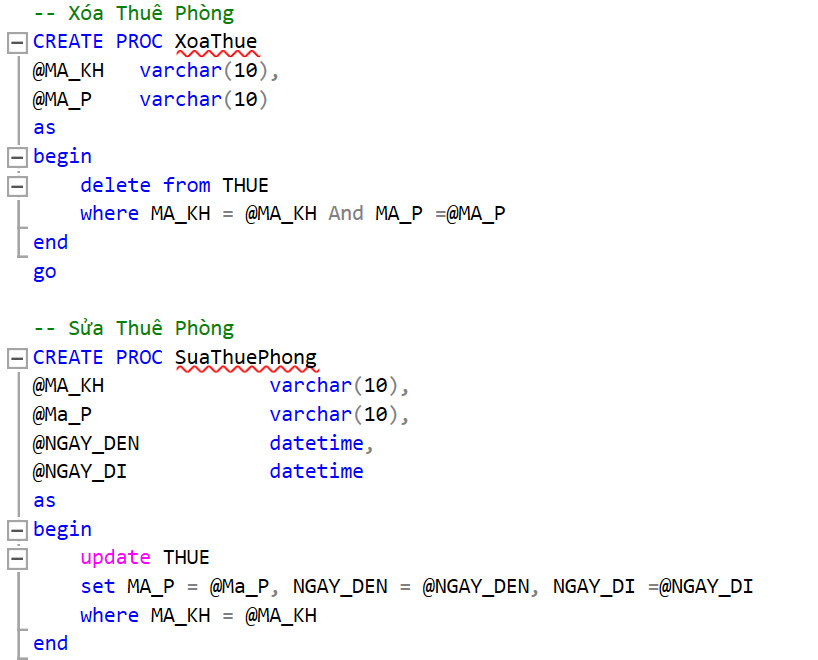 -- Xóa Thuê Phòng
CREATE PROC XoaThue
@MA_KH   varchar(10),
@MA_P    varchar(10)
as
begin
    delete from THUE
    where MA_KH = @MA_KH And MA_P =@MA_P
end
go

-- Sửa Thuê Phòng
CREATE PROC SuaThuePhong
@MA_KH              varchar(10),
@Ma_P               varchar(10),
@NGAY_DEN           datetime,
@NGAY_DI            datetime
as
begin
    update THUE
    set MA_P = @Ma_P, NGAY_DEN = @NGAY_DEN, NGAY_DI =@NGAY_DI
    where MA_KH = @MA_KH
end